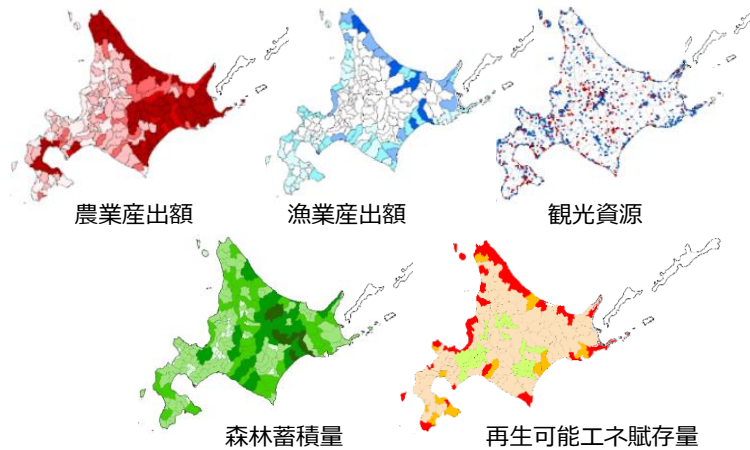 農業産出額
漁業産出額
観光資源
森林蓄積量
再生可能エネ賦存量